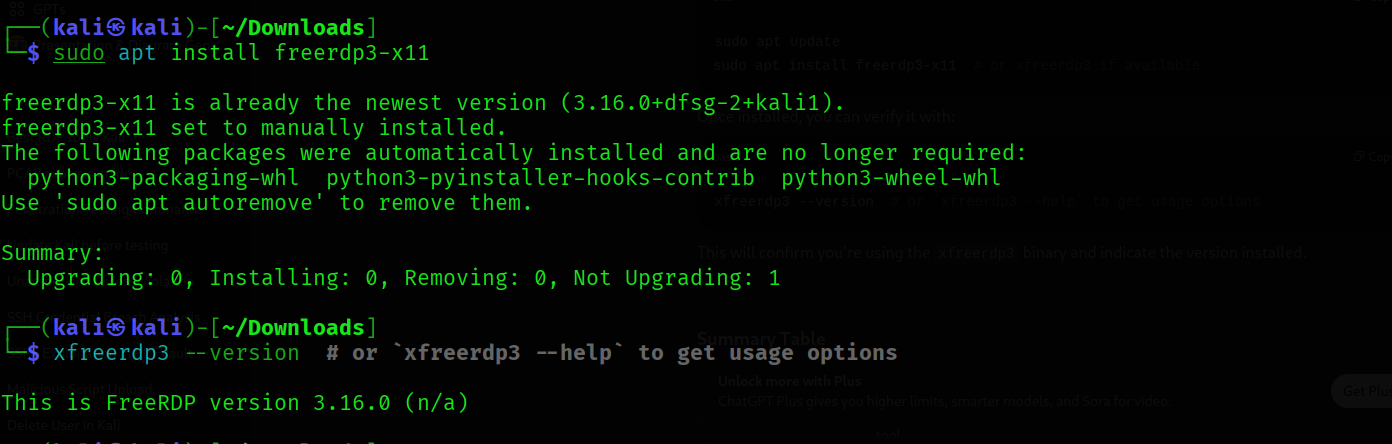 ┌──(kali㉿kali)-[~/Downloads]
└─$ sudo apt install freerdp3-x11
freerdp3-x11 is already the newest version (3.16.0+dfsg-2+kali1).
freerdp3-x11 set to manually installed.
The following packages were automatically installed and are no longer required:
  python3-packaging-whl  python3-pyinstaller-hooks-contrib  python3-wheel-whl
Use 'sudo apt autoremove' to remove them.
Summary:
  Upgrading: 0, Installing: 0, Removing: 0, Not Upgrading: 1
┌──(kali㉿kali)-[~/Downloads]
└─$ xfreerdp3 --version  # or `xfreerdp3 --help` to get usage options
This is FreeRDP version 3.16.0 (n/a)
GPTs
sudo apt update
sudo apt install freerdp3-x11  # or xfreerdp3 if available
installed, you can verify it with:
xfreerdp3 --version  # or `xfreerdp3 --help` to get usage options
This will confirm you're using the xfreerdp3 binary and indicate the version installed.
Summary Table
Unlock more with Plus
ChatGPT Plus gives you higher limits, smarter models, and Sora for video.
Get
Malicious Script Upload
Delete User in Kali